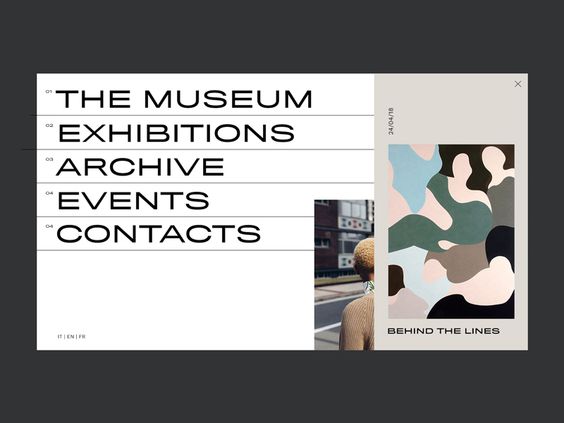 01 THE MUSEUM
02 EXHIBITIONS
03 ARCHIVE
04 EVENTS
04 CONTACTS
IT | EN | FR
24/04/18
BEHIND THE LINES